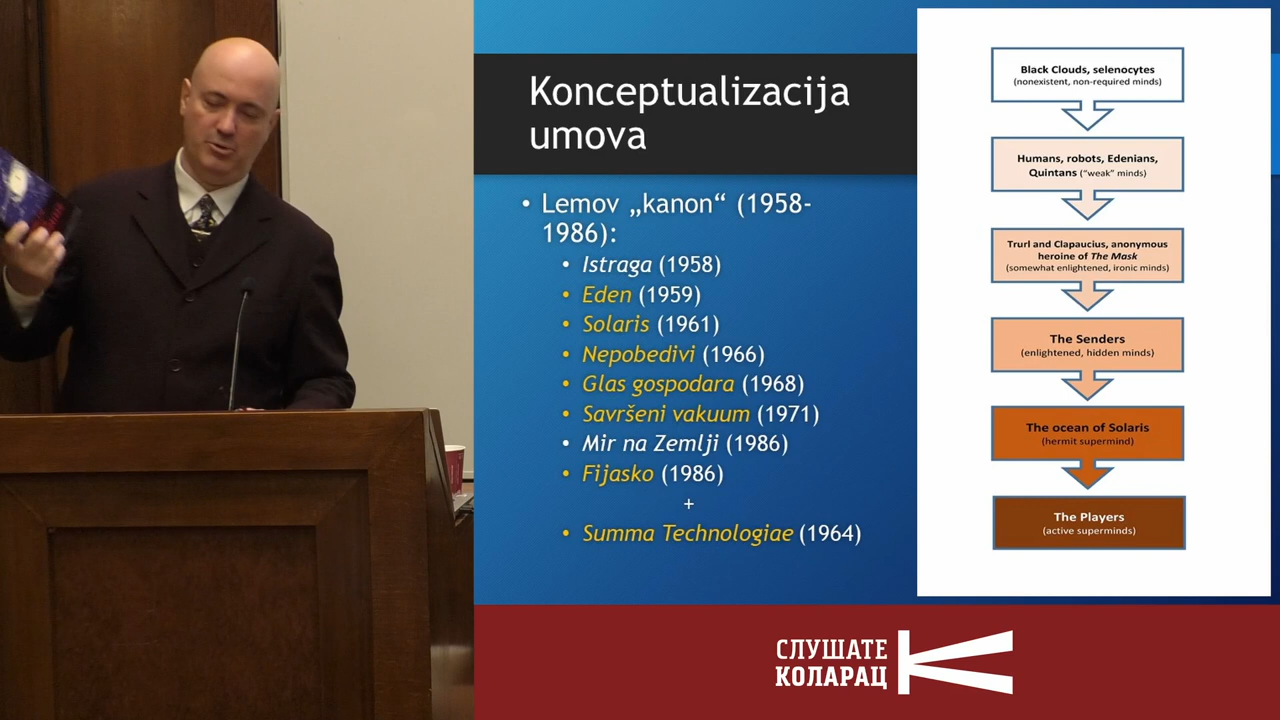 Konceptualizacija
umova
• Lemov „kanon“ (1958-
1986):
• Istraga (1958)
• Eden (1959)
• Solaris (1961)
• Nepobedivi (1966)
• Glas gospodara (1968)
• Savršeni vakuum (1971)
• Mir na Zemlji (1986)
• Fijasko (1986)
+
• Summa Technologiae (1964)
Black Clouds, selenocytes
(nonexistent, non-required minds)
Humans, robots, Edenians,
Quintans (“weak” minds)
Trurl and Clapaucius, anonymous
heroine of The Mask
(somewhat enlightened, ironic minds)
The Senders
(enlightened, hidden minds)
The ocean of Solaris
(hermit supermind)
The Players
(active superminds)
СЛУШАТЕ
КОЛАРАЦ